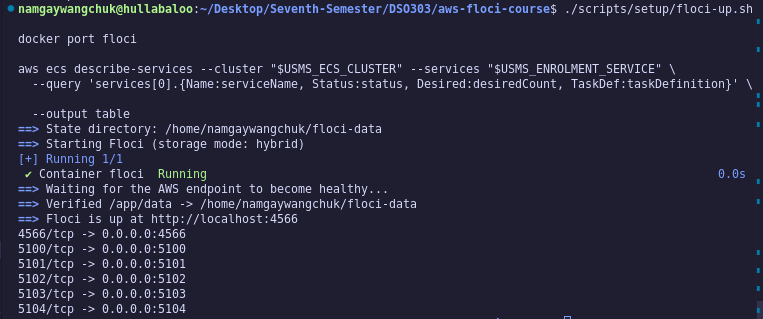 namgaywangchuk@hullabaloo:~/Desktop/Seventh-Semester/DSO303/aws-floci-course$ ./scripts/setup/floci-up.sh
docker port floci
aws ecs describe-services --cluster "$USMS_ECS_CLUSTER" --services "$USMS_ENROLMENT_SERVICE" \
--query 'services[0].{Name:serviceName, Status:status, Desired:desiredCount, TaskDef:taskDefinition}' \
--output table
==> State directory: /home/namgaywangchuk/floci-data
==> Starting Floci (storage mode: hybrid)
[+] Running 1/1
✔ Container floci  Running 0.0s
==> Waiting for the AWS endpoint to become healthy...
==> Verified /app/data -> /home/namgaywangchuk/floci-data
==> Floci is up at http://localhost:4566
4566/tcp -> 0.0.0.0:4566
5100/tcp -> 0.0.0.0:5100
5101/tcp -> 0.0.0.0:5101
5102/tcp -> 0.0.0.0:5102
5103/tcp -> 0.0.0.0:5103
5104/tcp -> 0.0.0.0:5104